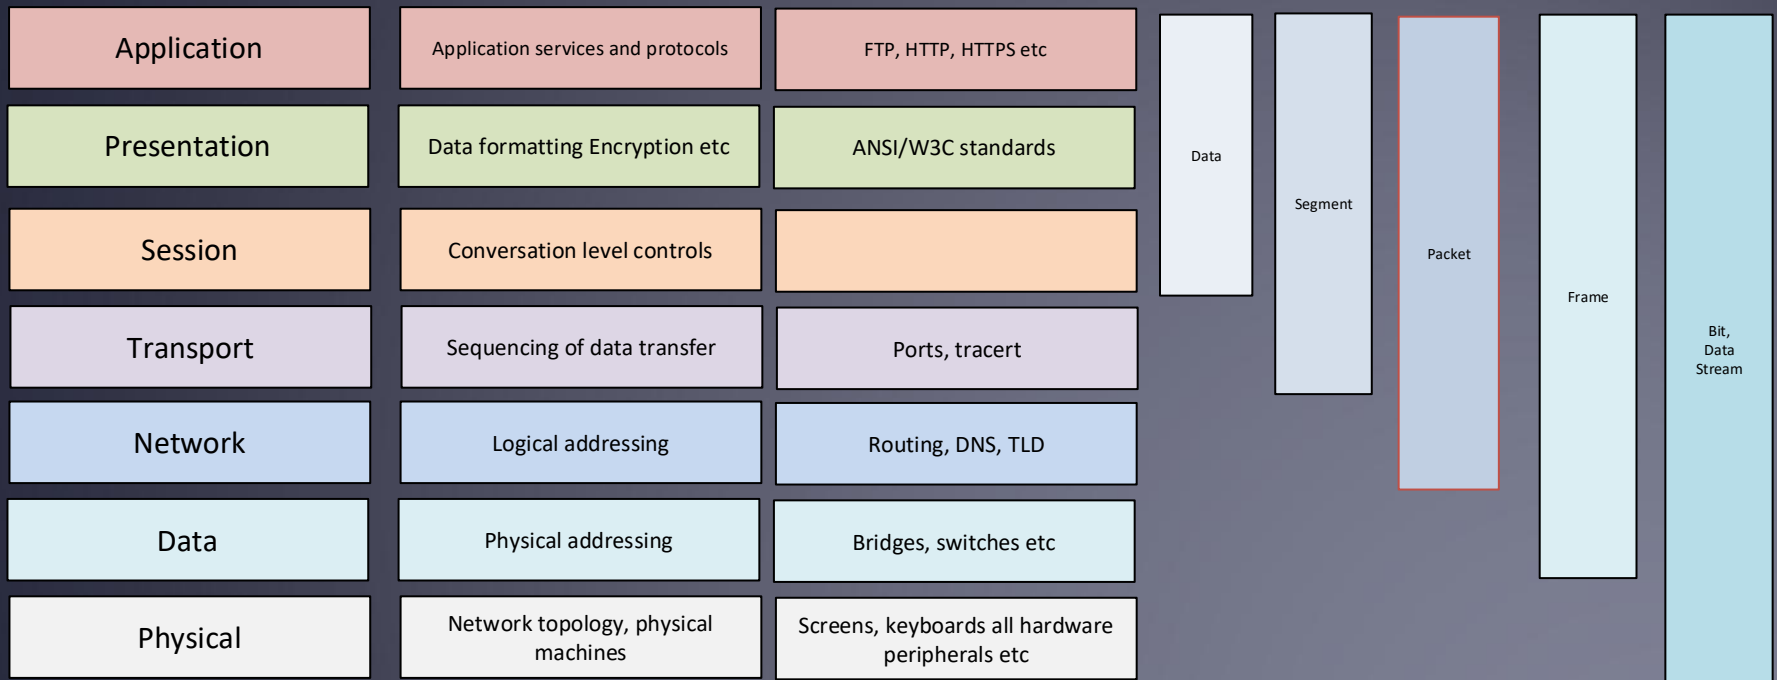 Application
Application services and protocols
FTP, HTTP, HTTPS etc
Presentation
Data formatting Encryption etc
ANSI/W3C standards
Session
Conversation level controls
Transport
Sequencing of data transfer
Ports, tracert
Network
Logical addressing
Routing, DNS, TLD
Data
Physical addressing
Bridges, switches etc
Physical
Network topology, physical
machines
Screens, keyboards all hardware
peripherals etc
Data
Segment
Packet
Frame
Bit,
Data
Stream